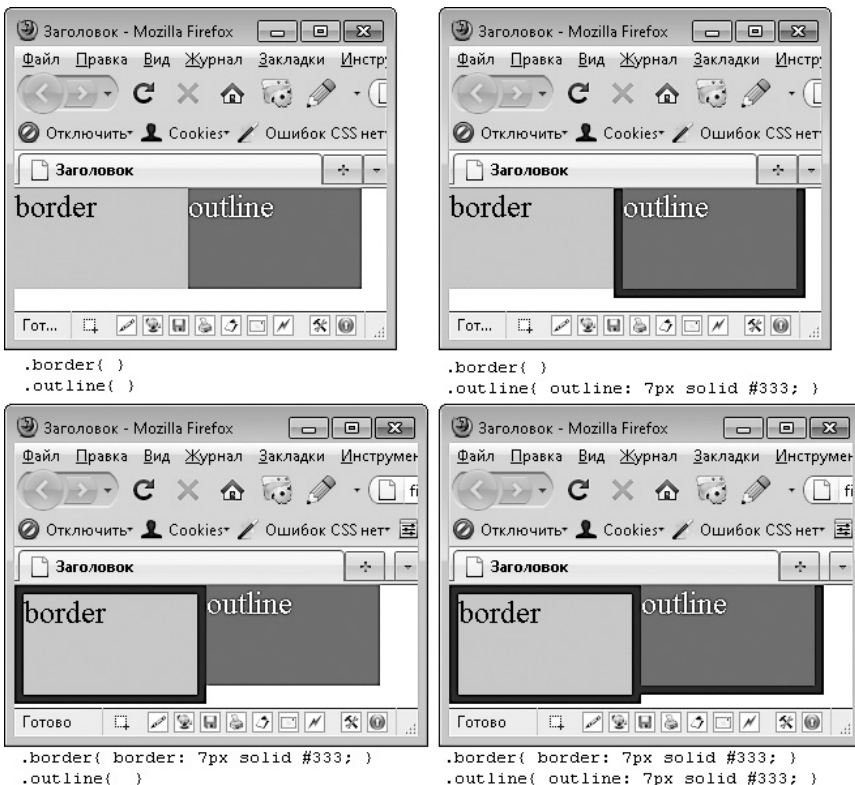 Заголовок - Mozilla Firefox
Файл Правка Вид Журнал Закладки Инстр
Отключить Cookies Ошибок CSS нет
Заголовок
border outline
Гот...
.border{ }
.outline{ }
Заголовок - Mozilla Firefox
Файл Правка Вид Журнал Закладки Инстр
Отключить Cookies Ошибок CSS нет
Заголовок
border outline
Гот...
.border{ }
.outline{ outline: 7px solid #333; }
Заголовок - Mozilla Firefox
Файл Правка Вид Журнал Закладки Инструмен
fi
Отключить Cookies Ошибок CSS нет
Заголовок
border outline
Готово
.border{ border: 7px solid #333; }
.outline{  }
Заголовок - Mozilla Firefox
Файл Правка Вид Журнал Закладки Инструмен
fi
Отключить Cookies Ошибок CSS нет
Заголовок
border outline
Готово
.border{ border: 7px solid #333; }
.outline{ outline: 7px solid #333; }